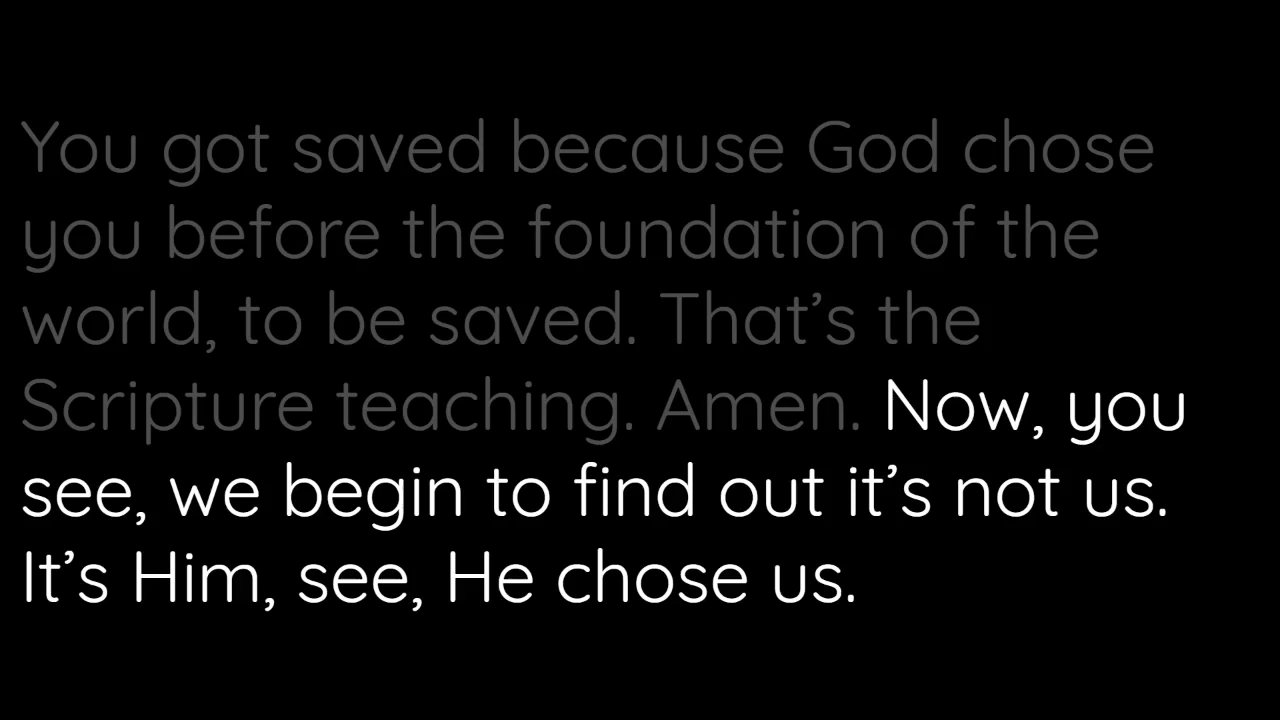 You got saved because God chose
you before the foundation of the
world, to be saved. That’s the
Scripture teaching. Amen. Now, you
see, we begin to find out it’s not us.
It’s Him, see, He chose us.